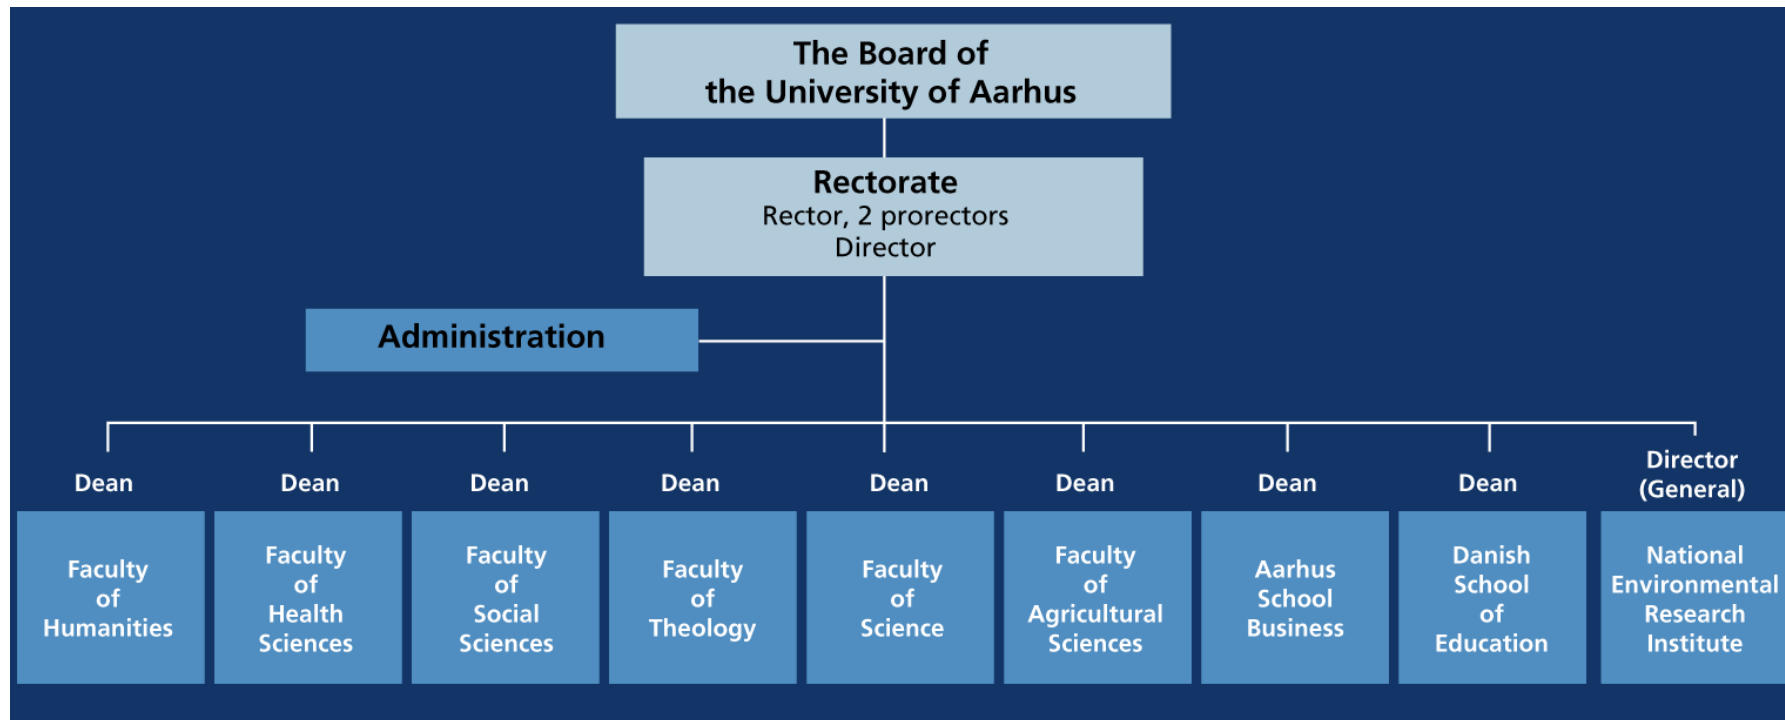 The Board of
the University of Aarhus
Rectorate
Rector, 2 prorectors
Director
Administration
Dean
Faculty
of
Humanities
Dean
Faculty
of
Health
Sciences
Dean
Faculty
of
Social
Sciences
Dean
Faculty
of
Theology
Dean
Faculty
of
Science
Dean
Faculty
of
Agricultural
Sciences
Dean
Aarhus
School
Business
Dean
Danish
School
of
Education
Director
(General)
National
Environmental
Research
Institute